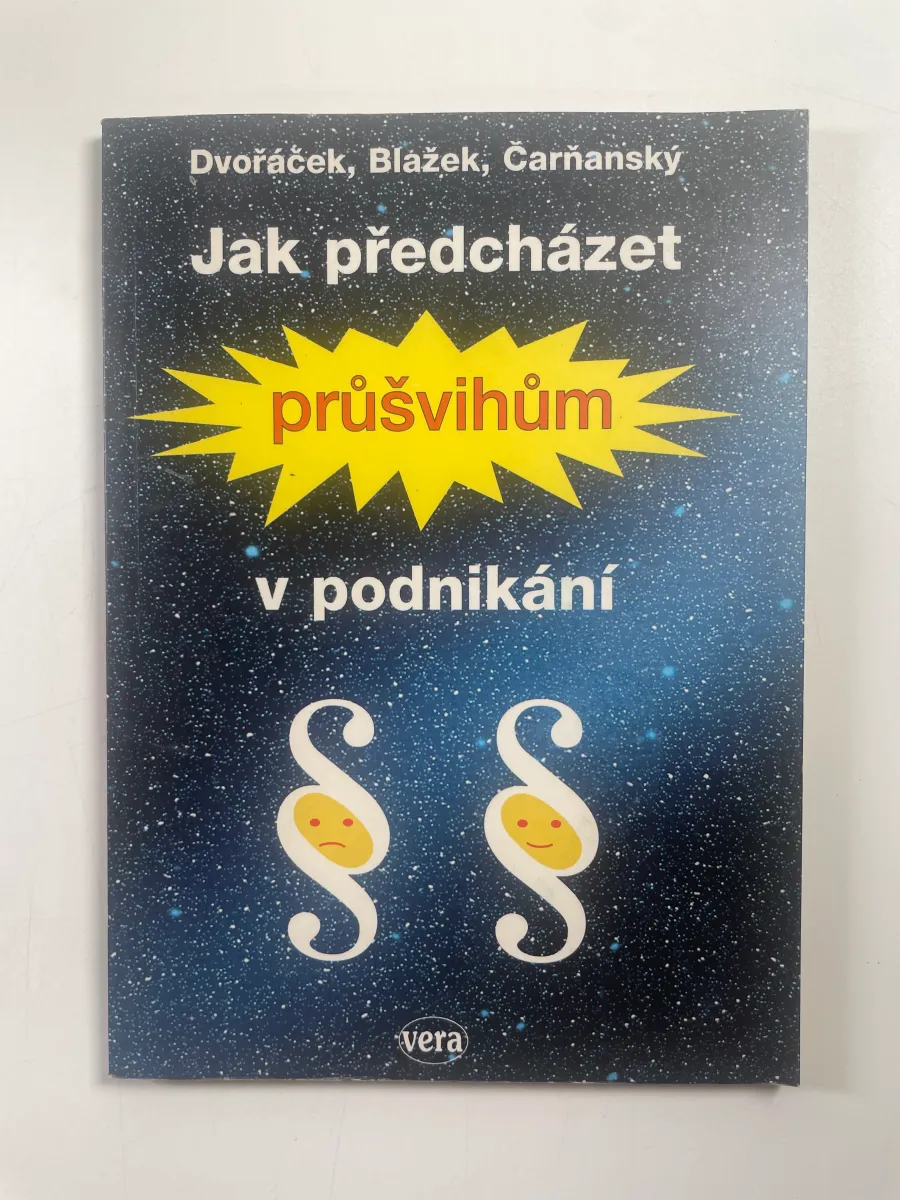 Dvořáček, Blažek, Čarňanský
Jak předcházet
průšvihům
v podnikání
§ §
vera